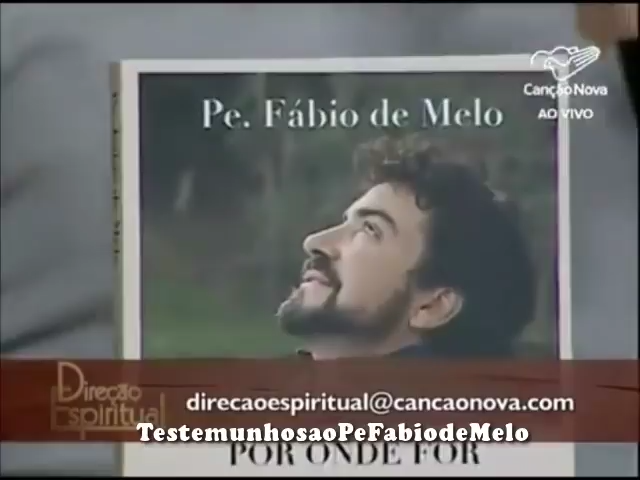 Canção Nova
AO VIVO
Pe. Fábio de Melo
Direção
Espiritual
direcaoespiritual@cancaonova.com
TestemunhosaoPeFabiodeMelo
POR ONDE FOR